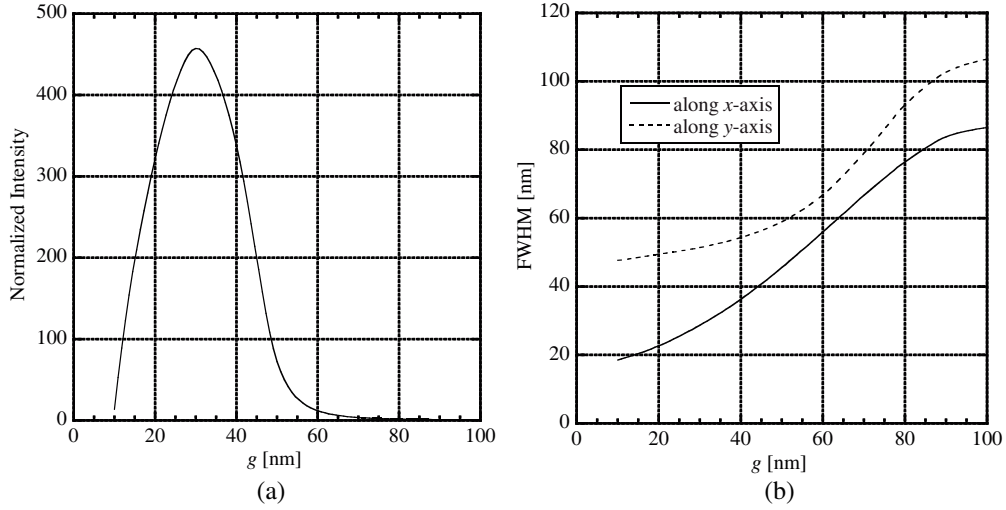 500
400
300
200
100
0
0 20 40 60 80 100
Normalized Intensity
g [nm]
(a)
120
100
80
60
40
20
0
0 20 40 60 80 100
FWHM [nm]
along x-axis
along y-axis
g [nm]
(b)